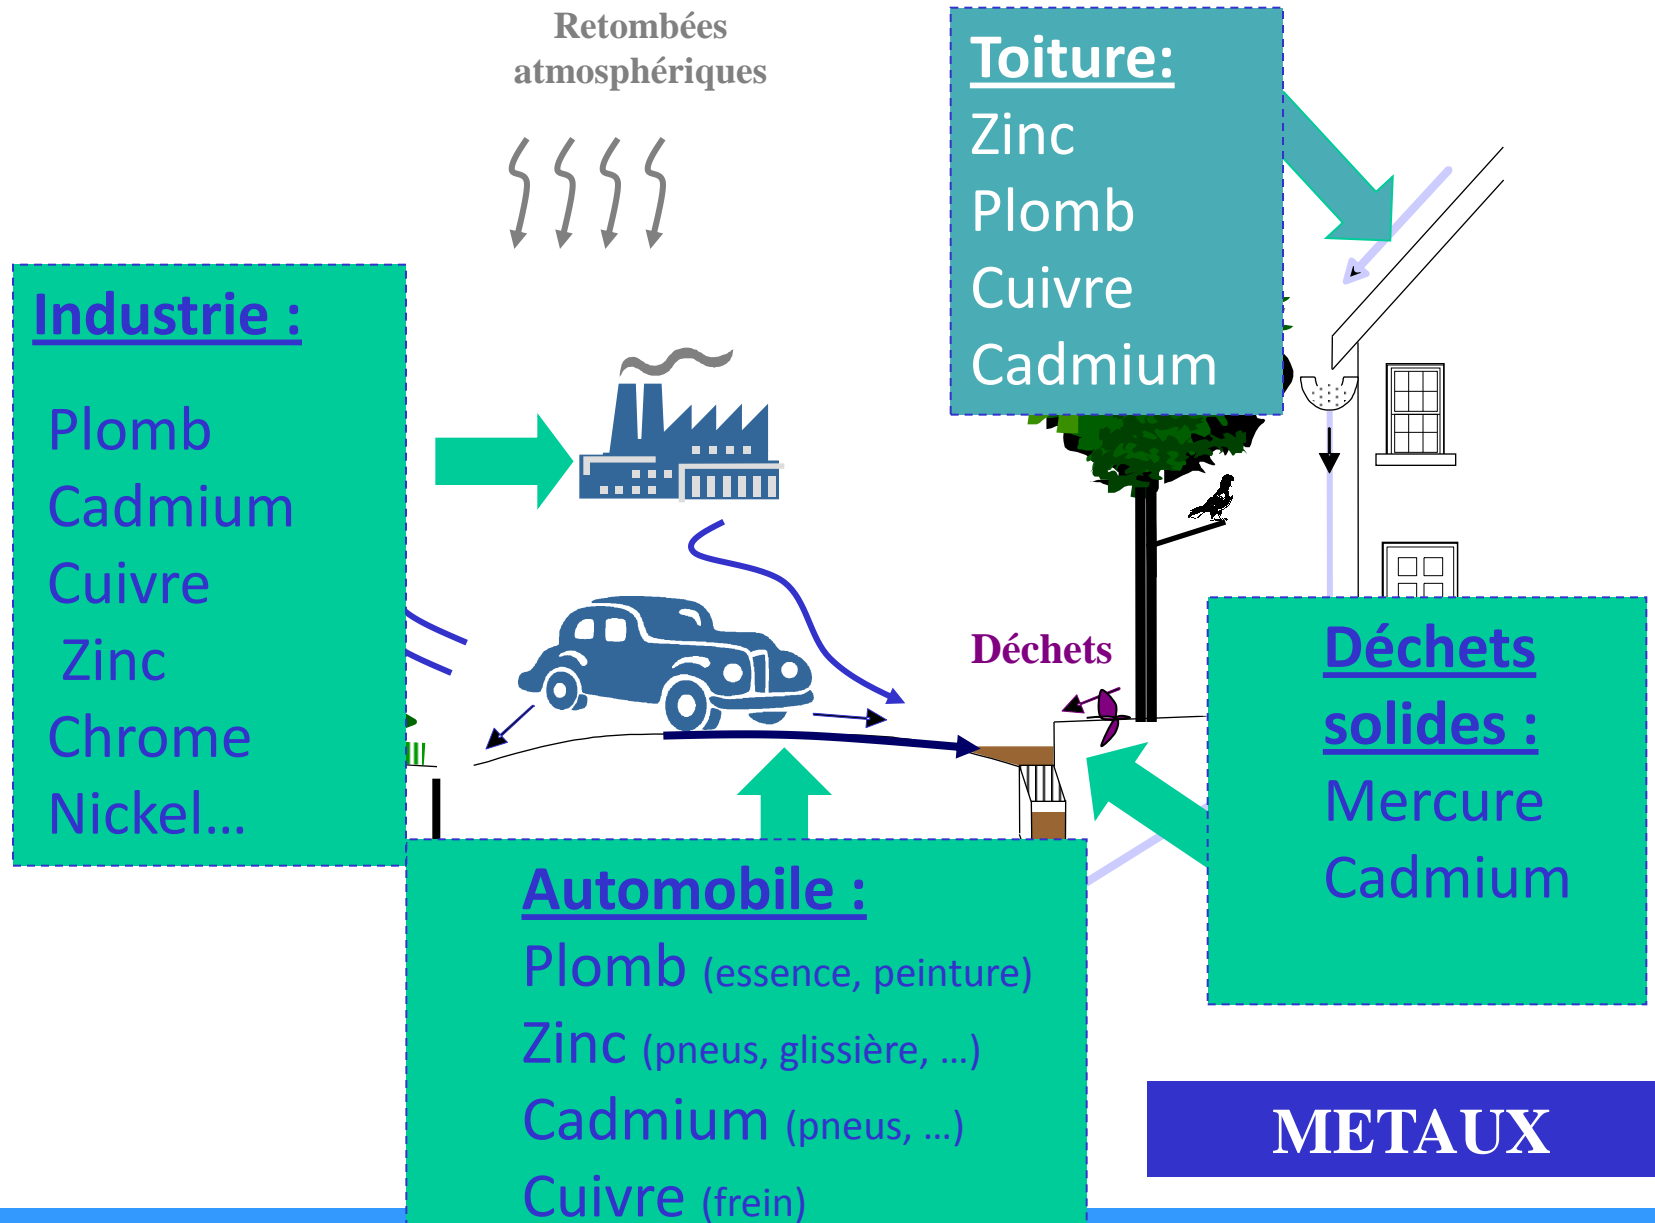 Retombées
atmosphériques
Toiture:
Zinc
Plomb
Cuivre
Cadmium
Industrie :
Plomb
Cadmium
Cuivre
Zinc
Chrome
Nickel...
Déchets
Déchets
solides :
Mercure
Cadmium
Automobile :
Plomb (essence, peinture)
Zinc (pneus, glissière, ...)
Cadmium (pneus, ...)
Cuivre (frein)
METAUX